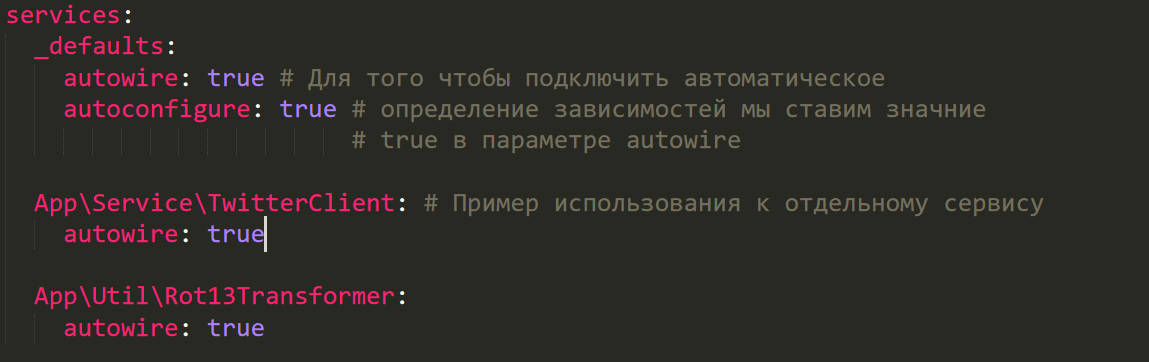 services:
_defaults:
autowire: true # Для того чтобы подключить автоматическое
autoconfigure: true # определение зависимостей мы ставим значние
# true в параметре autowire
App\Service\TwitterClient: # Пример использования к отдельному сервису
autowire: true
App\Util\Rot13Transformer:
autowire: true